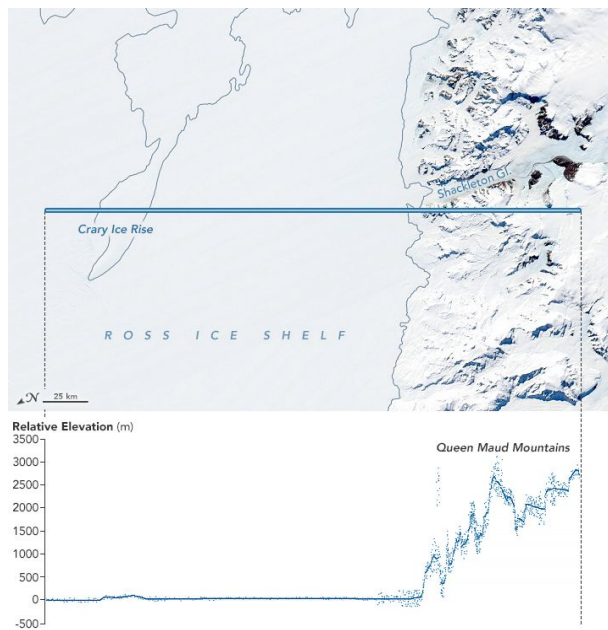 Shackleton Gl.
Crary Ice Rise
ROSS ICE SHELF
N
25 km
Relative Elevation (m)
Queen Maud Mountains
3500
3000
2500
2000
1500
1000
500
0
-500